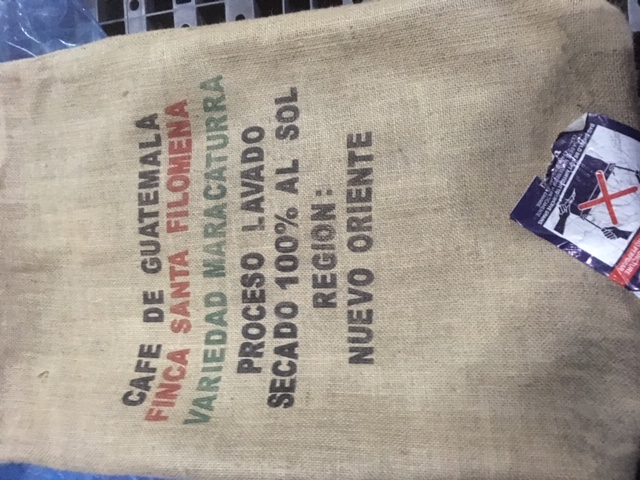 CAFE DE GUATEMALA
FINCA SANTA FILOMENA
VARIEDAD MARACATURRA
PROCESO LAVADO
SECADO 100% AL SOL
REGION:
NUEVO ORIENTE